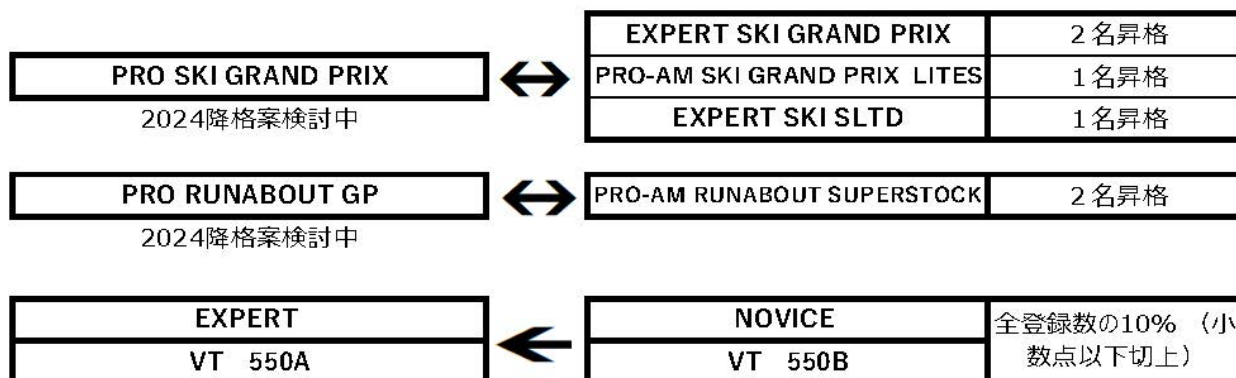 EXPERT SKI GRAND PRIX ２名昇格
PRO SKI GRAND PRIX PRO-AM SKI GRAND PRIX LITES １名昇格
2024降格案検討中 EXPERT SKI SLTD １名昇格
PRO RUNABOUT GP PRO-AM RUNABOUT SUPERSTOCK ２名昇格
2024降格案検討中
EXPERT NOVICE 全登録数の10% （小
VT 550A VT 550B 数点以下切上）